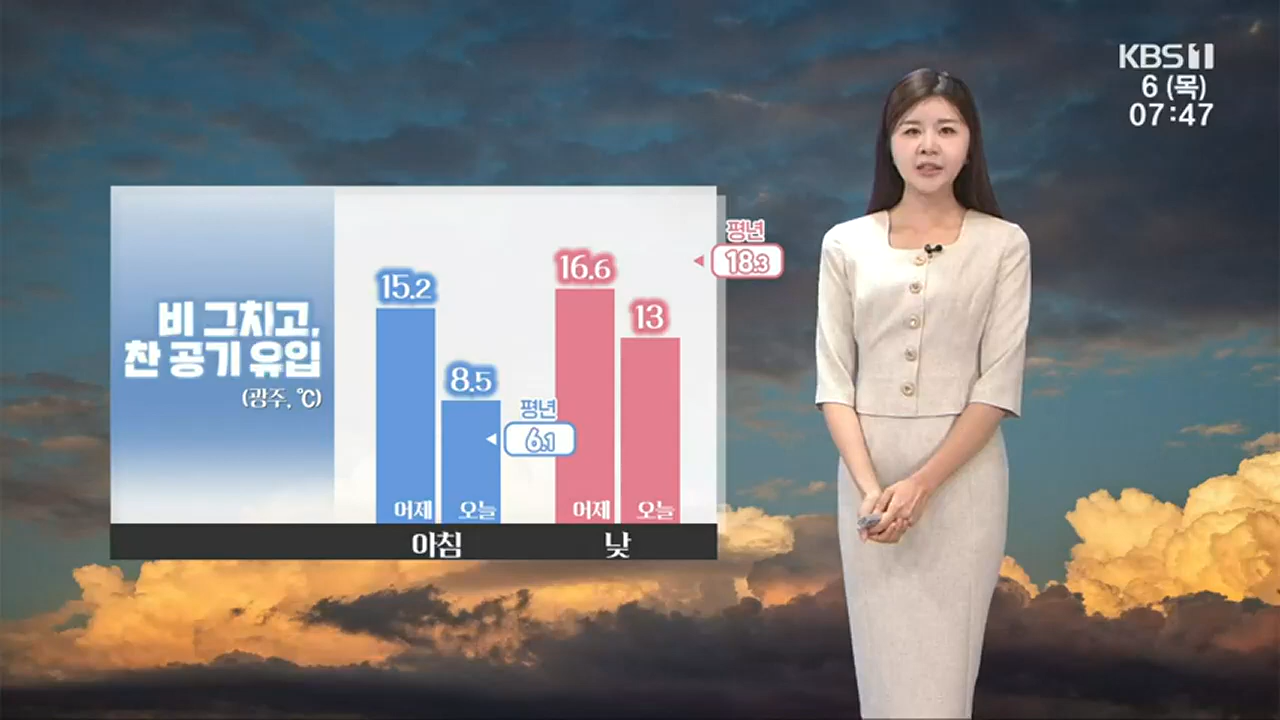 KBS 1
6 (목)
07:47
비 그치고,
찬 공기 유입
(광주, ℃)
15.2
8.5
평년
6.1
16.6
13
평년
18.3
어제
오늘
어제
오늘
아침
낮